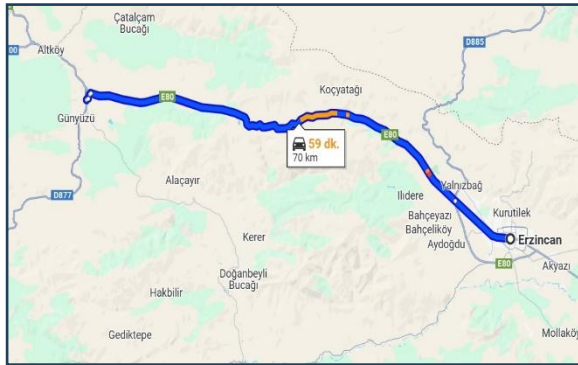 Çatalçam
Bucağı
Altköy
00
D885
E80
Koçyatağı
Günyüzü
59 dk.
70 km
E80
D877
Alaçayır
Ilıdere
Yalnızbağ
Bahçeyazı
Bahçeliköy
Aydoğdu
Kurutilek
Erzincan
Kerer
E80
Akyazı
Doğanbeyli
Bucağı
Hakbilir
Gediktepe
Mollaköy